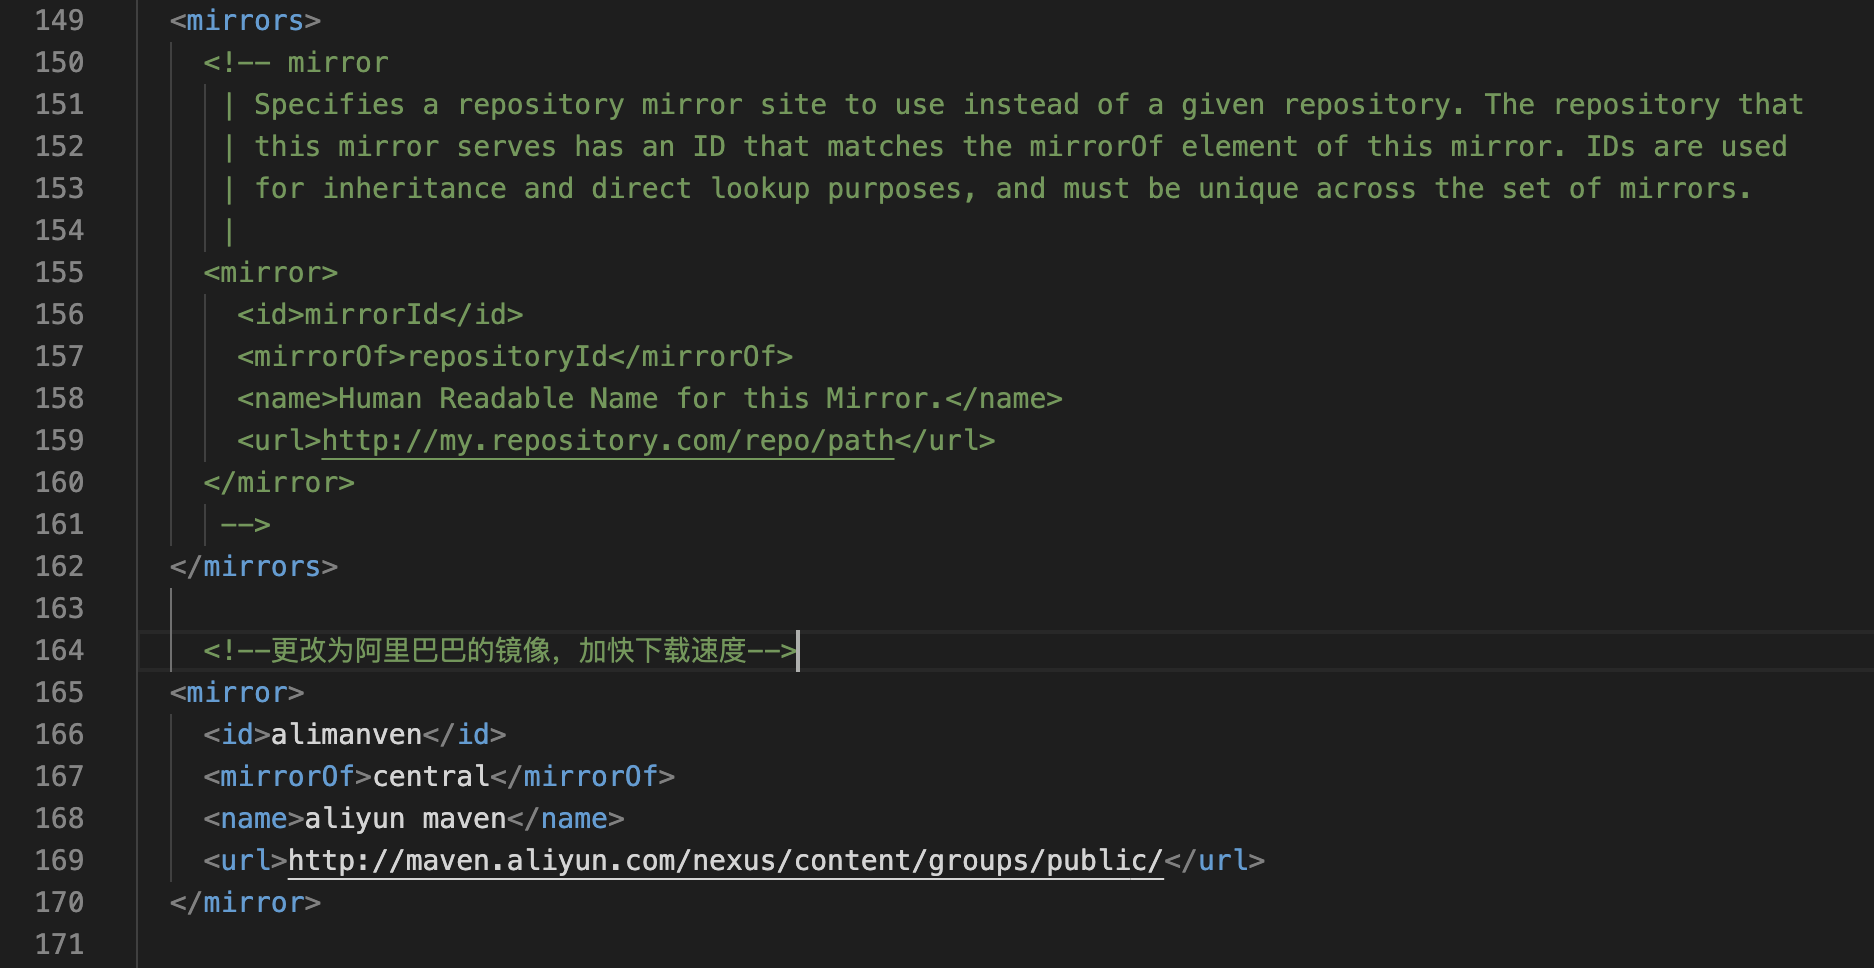 149 <mirrors>
150 <!-- mirror
151 | Specifies a repository mirror site to use instead of a given repository. The repository that
152 | this mirror serves has an ID that matches the mirrorOf element of this mirror. IDs are used
153 | for inheritance and direct lookup purposes, and must be unique across the set of mirrors.
154 |
155 <mirror>
156 <id>mirrorId</id>
157 <mirrorOf>repositoryId</mirrorOf>
158 <name>Human Readable Name for this Mirror.</name>
159 <url>http://my.repository.com/repo/path</url>
160 </mirror>
161 -->
162 </mirrors>
163
164 <!--更改为阿里巴巴的镜像，加快下载速度-->
165 <mirror>
166 <id>alimanven</id>
167 <mirrorOf>central</mirrorOf>
168 <name>aliyun maven</name>
169 <url>http://maven.aliyun.com/nexus/content/groups/public/</url>
170 </mirror>
171